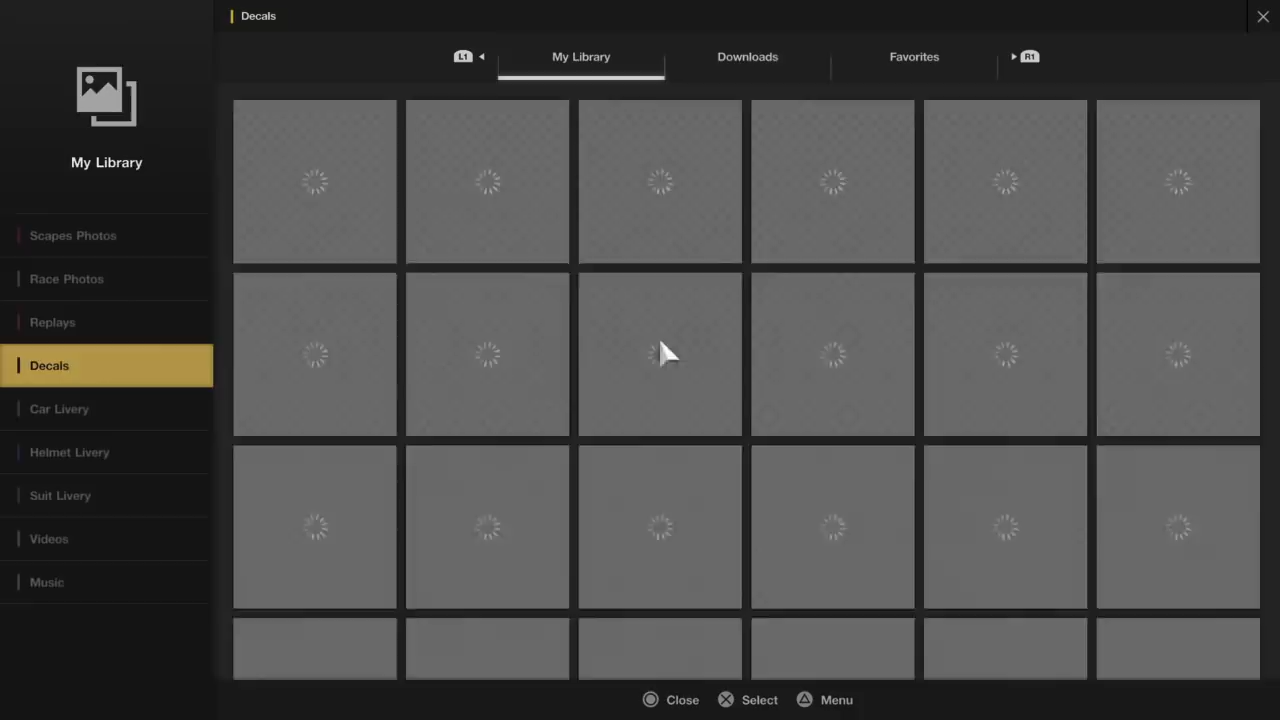 Decals
L1
My Library
Downloads
Favorites
R1
My Library
Scapes Photos
Race Photos
Replays
Decals
Car Livery
Helmet Livery
Suit Livery
Videos
Music
Close
Select
Menu